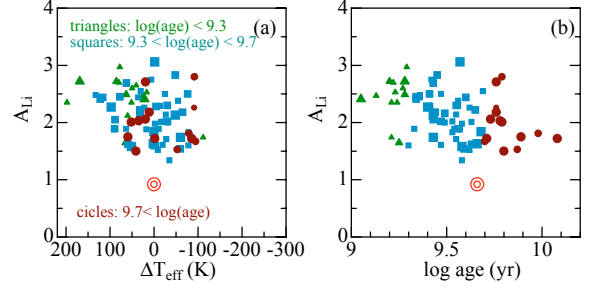 triangles: log(age) < 9.3 (a)
squares: 9.3 < log(age) < 9.7
A_Li
4
3
2
1
0
cicles: 9.7< log(age)
200 100 0 -100 -200 -300
ΔT_eff (K)
(b)
A_Li
4
3
2
1
0
9 9.5 10
log age (yr)